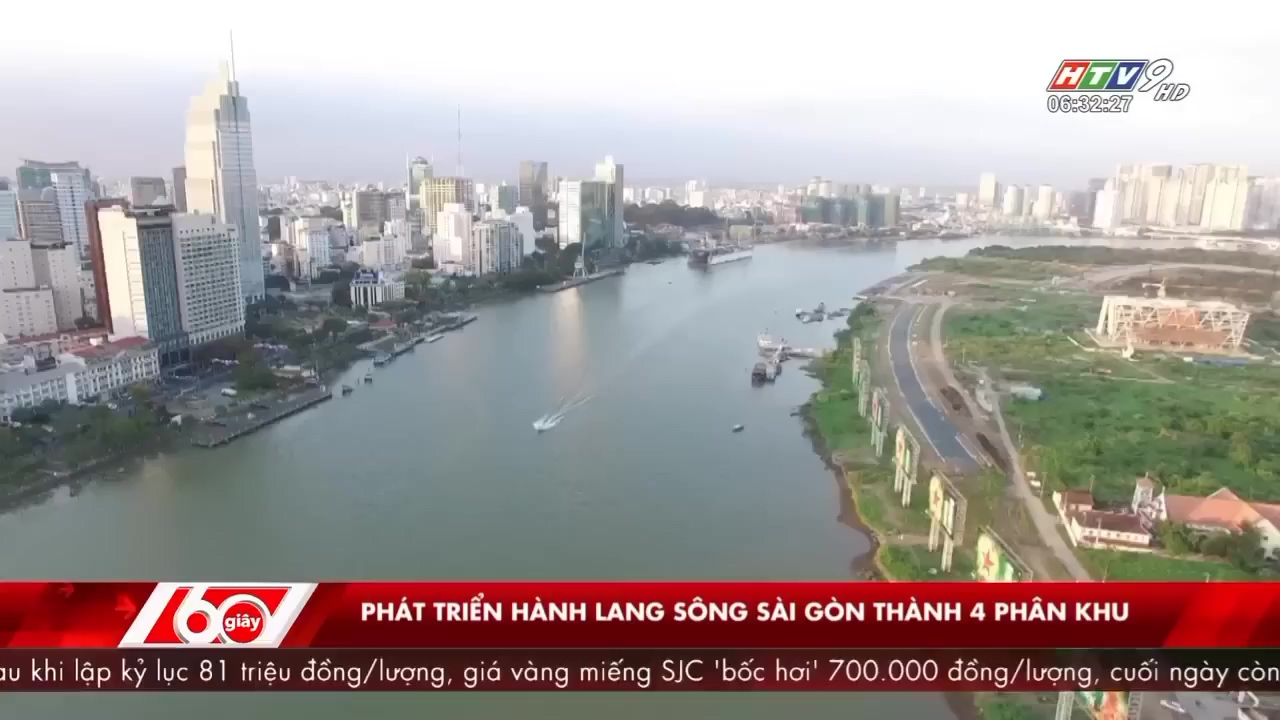 HTV9 HD
06:32:27
60 giây
PHÁT TRIỂN HÀNH LANG SÔNG SÀI GÒN THÀNH 4 PHÂN KHU
au khi lập kỷ lục 81 triệu đồng/lượng, giá vàng miếng SJC 'bốc hơi' 700.000 đồng/lượng, cuối ngày còn